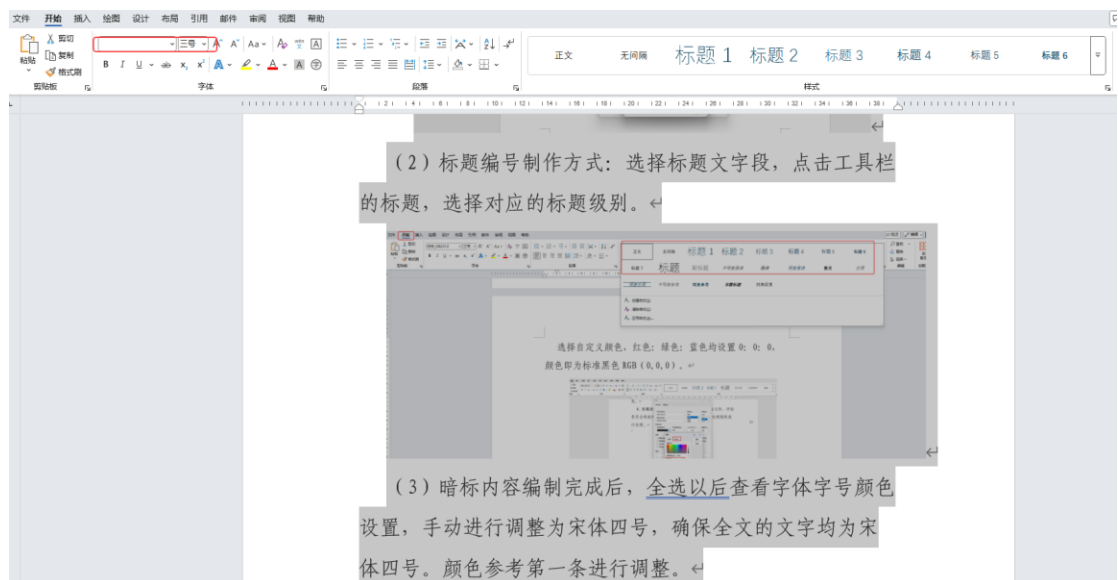 文件 开始 插入 绘图 设计 布局 引用 邮件 审阅 视图 帮助
剪切
复制
粘贴 格式刷
三号
B I U ab x₂ x² A A A
正文 无间隔 标题 1 标题 2 标题 3 标题 4 标题 5 标题 6
剪贴板 字体 段落 样式
（2）标题编号制作方式：选择标题文字段，点击工具栏
的标题，选择对应的标题级别。
选择自定义颜色，红色；绿色；蓝色均设置 0；0；0，
颜色即为标准黑色 RGB（0,0,0）。
（3）暗标内容编制完成后，全选以后查看字体字号颜色
设置，手动进行调整为宋体四号，确保全文的文字均为宋
体四号。颜色参考第一条进行调整。